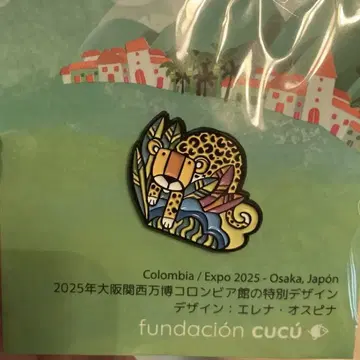 Colombia / Expo 2025 - Osaka, Japón
2025年大阪関西万博コロンビア館の特別デザイン
デザイン：エレナ・オスピナ
fundación cucú